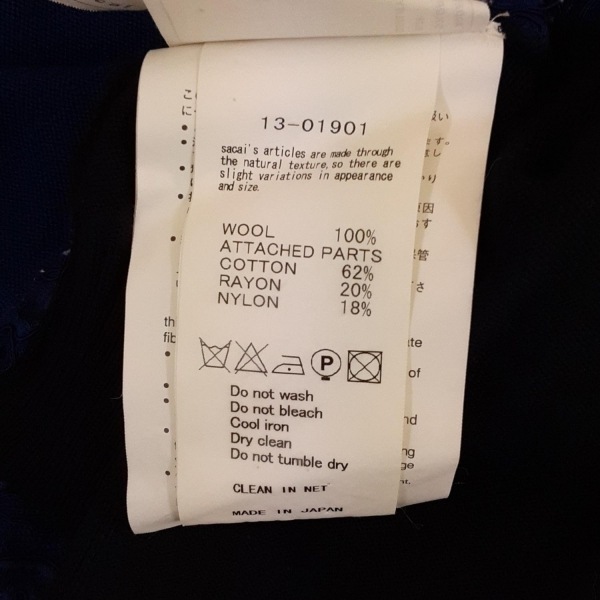 13-01901
sacai's articles are made through
the natural texture, so there are
slight variations in appearance
and size.
WOOL 100%
ATTACHED PARTS
COTTON 62%
RAYON 20%
NYLON 18%
P
Do not wash
Do not bleach
Cool iron
Dry clean
Do not tumble dry
CLEAN IN NET
MADE IN JAPAN